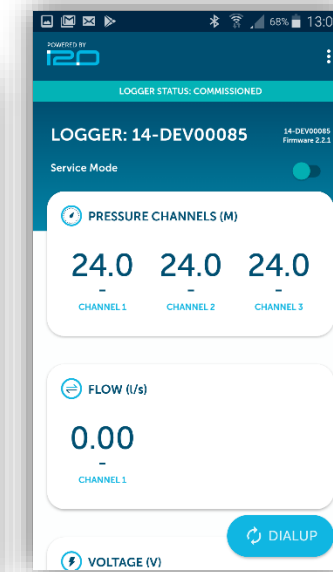 68% 13:0
POWERED BY
i2O
LOGGER STATUS: COMMISSIONED
LOGGER: 14-DEV00085
14-DEV00085
Firmware 2.2.1
Service Mode
PRESSURE CHANNELS (M)
24.0 24.0 24.0
- - -
CHANNEL 1 CHANNEL 2 CHANNEL 3
FLOW (l/s)
0.00
-
CHANNEL 1
DIALUP
VOLTAGE (V)